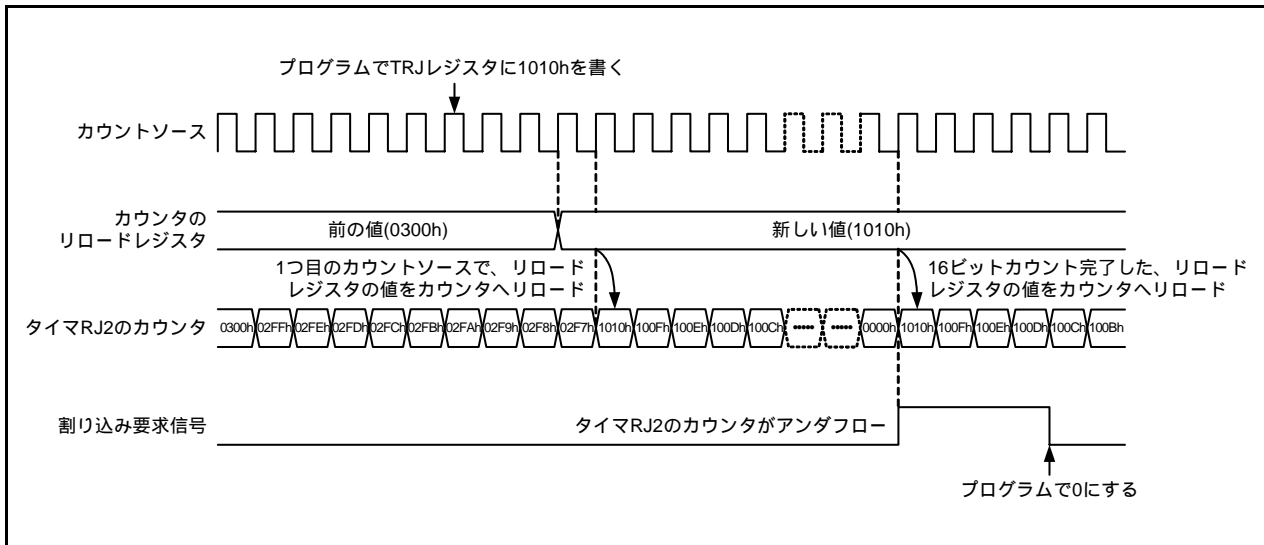 プログラムでTRJレジスタに1010hを書く
カウントソース
カウンタの
リロードレジスタ
前の値(0300h)
新しい値(1010h)
1つ目のカウントソースで、リロード
レジスタの値をカウンタへリロード
16ビットカウント完了した、リロード
レジスタの値をカウンタへリロード
タイマRJ2のカウンタ
0300h 02FFh 02FEh 02FDh 02FCh 02FBh 02FAh 02F9h 02F8h 02F7h 1010h 100Fh 100Eh 100Dh 100Ch ••••• ••••• 0000h 1010h 100Fh 100Eh 100Dh 100Ch 100Bh
割り込み要求信号
タイマRJ2のカウンタがアンダフロー
プログラムで0にする